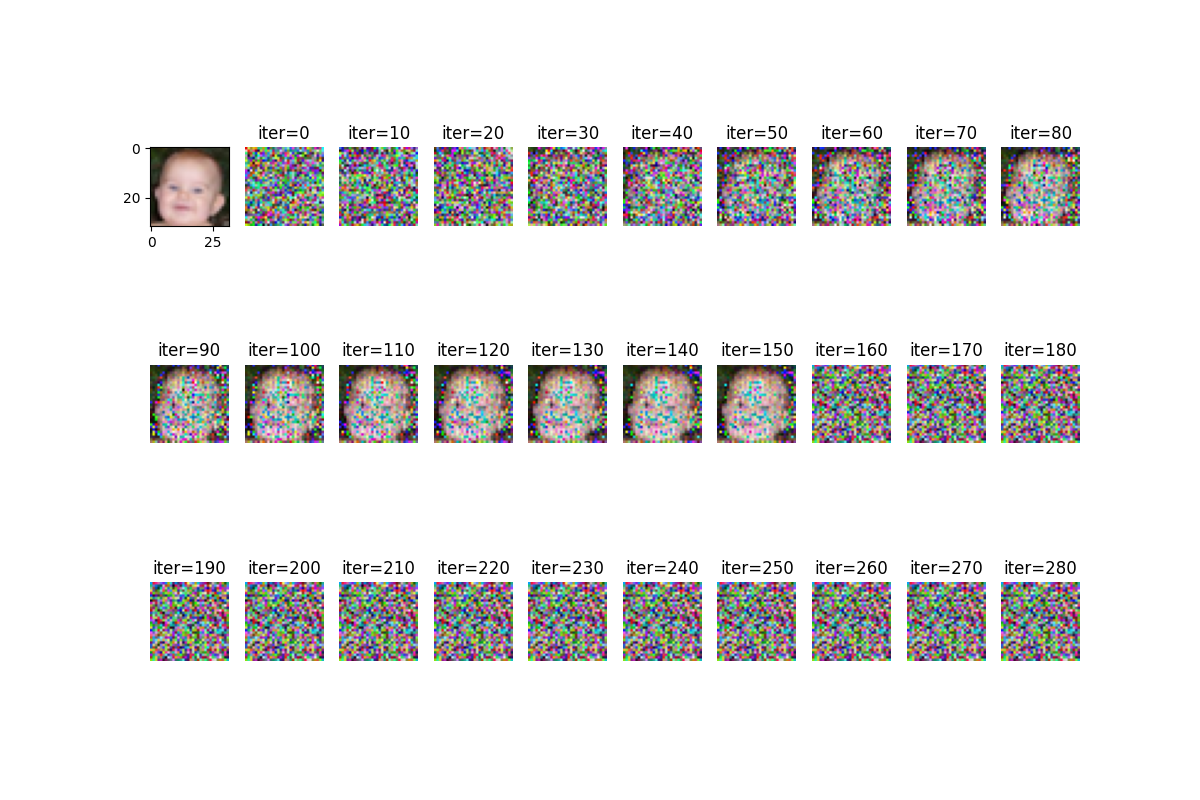 iter=0 iter=10 iter=20 iter=30 iter=40 iter=50 iter=60 iter=70 iter=80
0
20
0 25
iter=90 iter=100 iter=110 iter=120 iter=130 iter=140 iter=150 iter=160 iter=170 iter=180
iter=190 iter=200 iter=210 iter=220 iter=230 iter=240 iter=250 iter=260 iter=270 iter=280